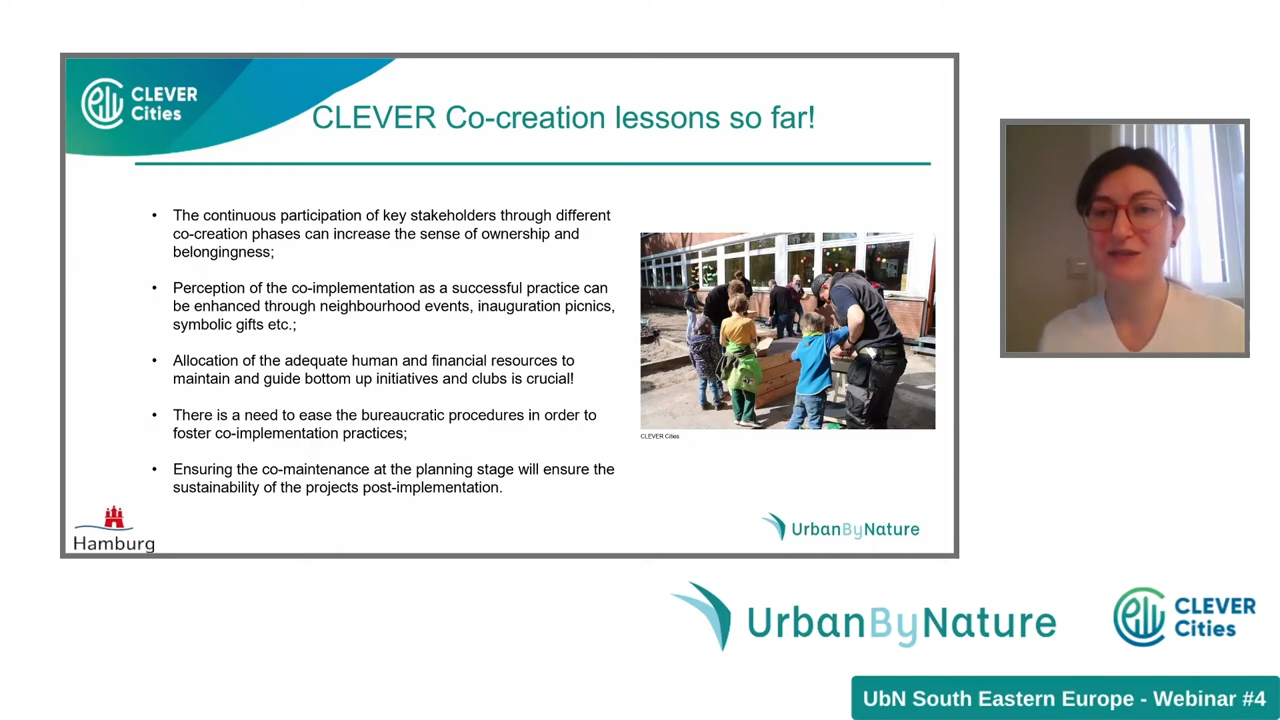 CLEVER
Cities
CLEVER Co-creation lessons so far!
• The continuous participation of key stakeholders through different
co-creation phases can increase the sense of ownership and
belongingness;
• Perception of the co-implementation as a successful practice can
be enhanced through neighbourhood events, inauguration picnics,
symbolic gifts etc.;
• Allocation of the adequate human and financial resources to
maintain and guide bottom up initiatives and clubs is crucial!
• There is a need to ease the bureaucratic procedures in order to
foster co-implementation practices;
• Ensuring the co-maintenance at the planning stage will ensure the
sustainability of the projects post-implementation.
CLEVER Cities
Hamburg
UrbanByNature
UrbanByNature
CLEVER
Cities
UbN South Eastern Europe - Webinar #4